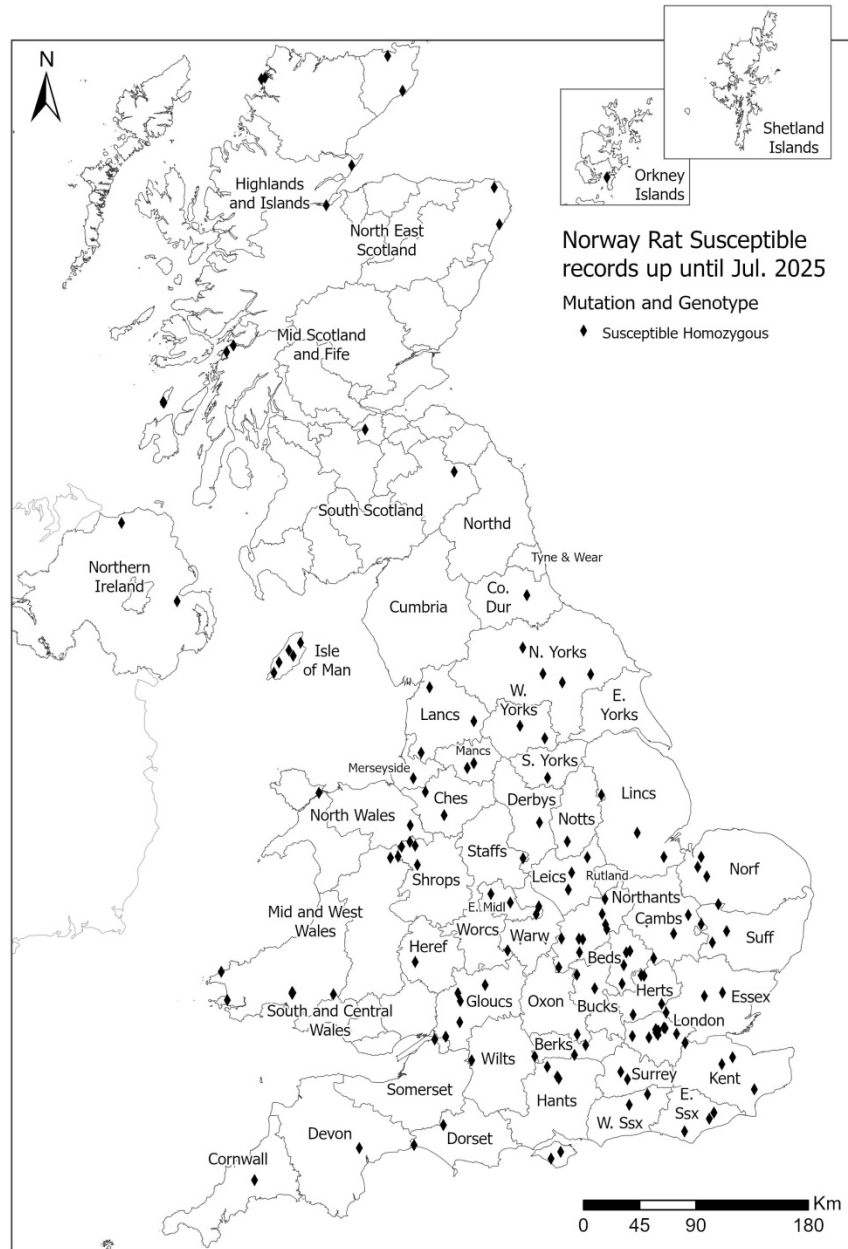 N
Shetland
Islands
Orkney
Islands
Highlands
and Islands
North East
Scotland
Norway Rat Susceptible
records up until Jul. 2025
Mutation and Genotype
Susceptible Homozygous
Mid Scotland
and Fife
South Scotland
Northd
Northern
Ireland
Tyne & Wear
Co.
Dur
Cumbria
Isle
of Man
N. Yorks
W.
Yorks
E.
Yorks
Lancs
Mancs
Merseyside
S. Yorks
Ches
Derbys
Lincs
Notts
North Wales
Staffs
Norf
Shrops
Leics
Rutland
E. Midl
Northants
Mid and West
Wales
Cambs
Worcs
Warw
Suff
Heref
Beds
Herts
Gloucs
Oxon
Bucks
Essex
South and Central
Wales
London
Berks
Wilts
Surrey
Kent
Somerset
Hants
E.
Ssx
W. Ssx
Devon
Dorset
Cornwall
Km
0 45 90 180